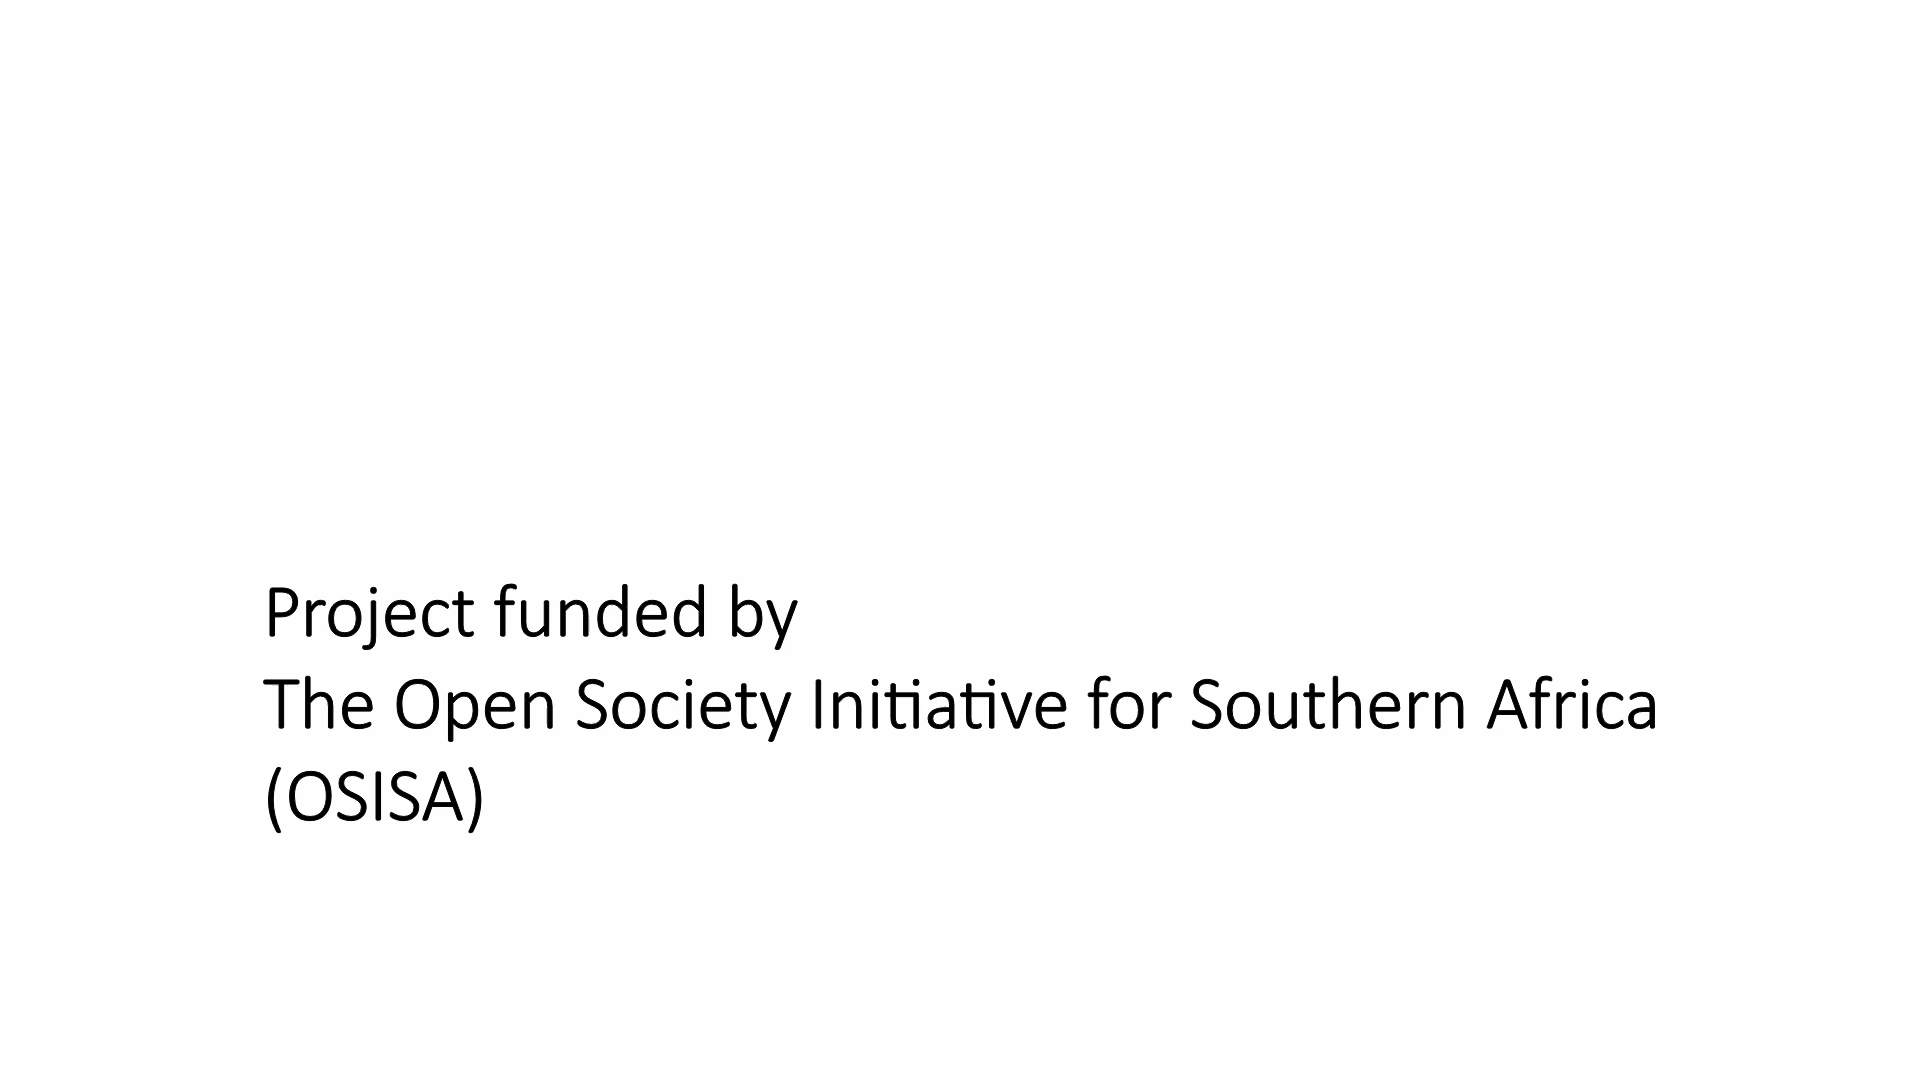 Project funded by
The Open Society Initiative for Southern Africa
(OSISA)